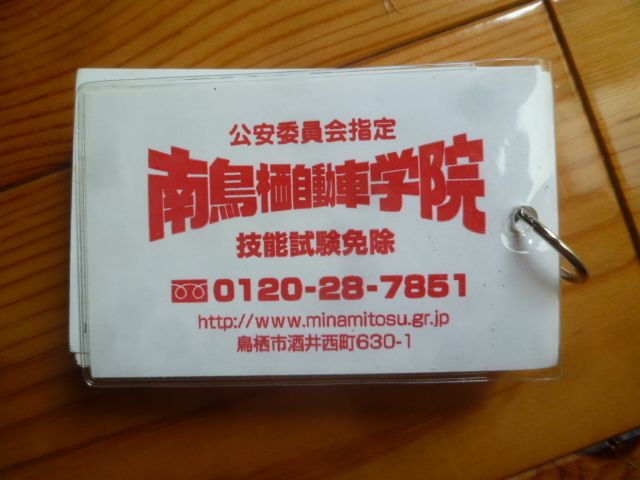 公安委員会指定
南鳥栖自動車学院
技能試験免除
0120-28-7851
http://www.minamitosu.gr.jp
鳥栖市酒井西町630-1